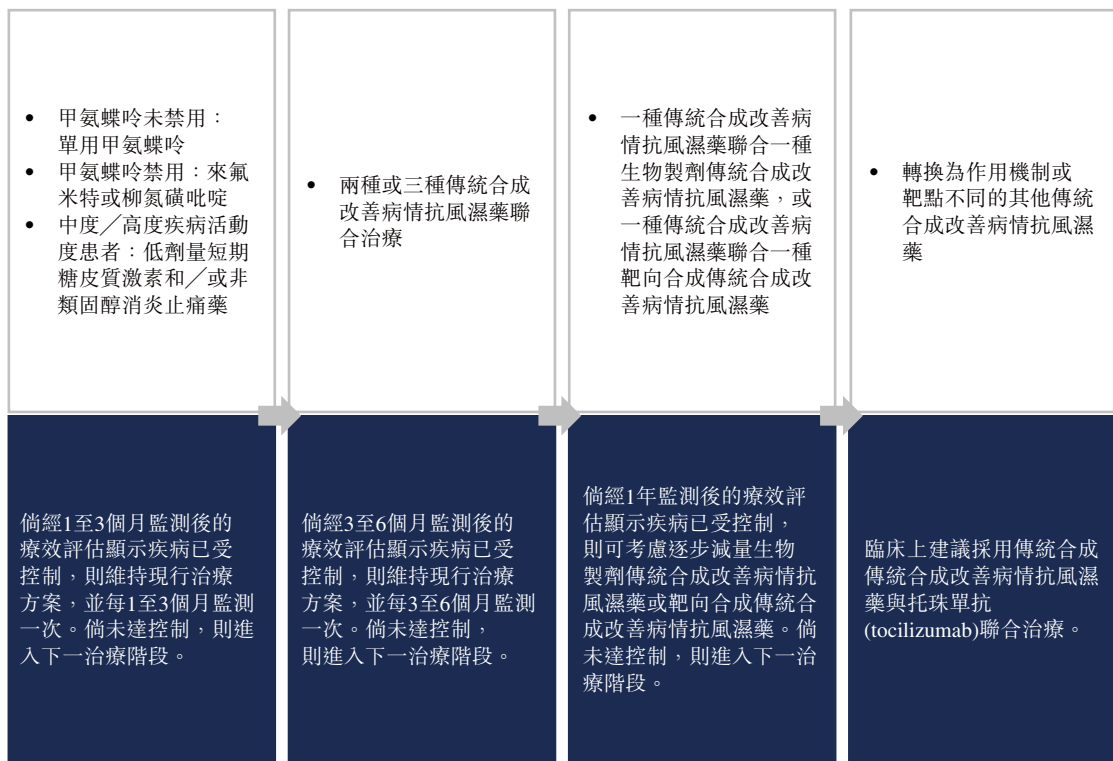 • 甲氨蝶呤未禁用：
單用甲氨蝶呤
• 甲氨蝶呤禁用：來氟
米特或柳氮磺吡啶
• 中度／高度疾病活動
度患者：低劑量短期
糖皮質激素和／或非
類固醇消炎止痛藥
• 兩種或三種傳統合成
改善病情抗風濕藥聯
合治療
• 一種傳統合成改善病
情抗風濕藥聯合一種
生物製劑傳統合成改
善病情抗風濕藥，或
一種傳統合成改善病
情抗風濕藥聯合一種
靶向合成傳統合成改
善病情抗風濕藥
• 轉換為作用機制或
靶點不同的其他傳統
合成改善病情抗風濕
藥
倘經1至3個月監測後的
療效評估顯示疾病已受
控制，則維持現行治療
方案，並每1至3個月監測
一次。倘未達控制，則進
入下一治療階段。
倘經3至6個月監測後的
療效評估顯示疾病已受
控制，則維持現行治療
方案，並每3至6個月監測
一次。倘未達控制，
則進入下一治療階段。
倘經1年監測後的療效評
估顯示疾病已受控制，
則可考慮逐步減量生物
製劑傳統合成改善病情抗
風濕藥或靶向合成傳統合
成改善病情抗風濕藥。倘
未達控制，則進入下一治
療階段。
臨床上建議採用傳統合成
傳統合成改善病情抗風濕
藥與托珠單抗
(tocilizumab)聯合治療。